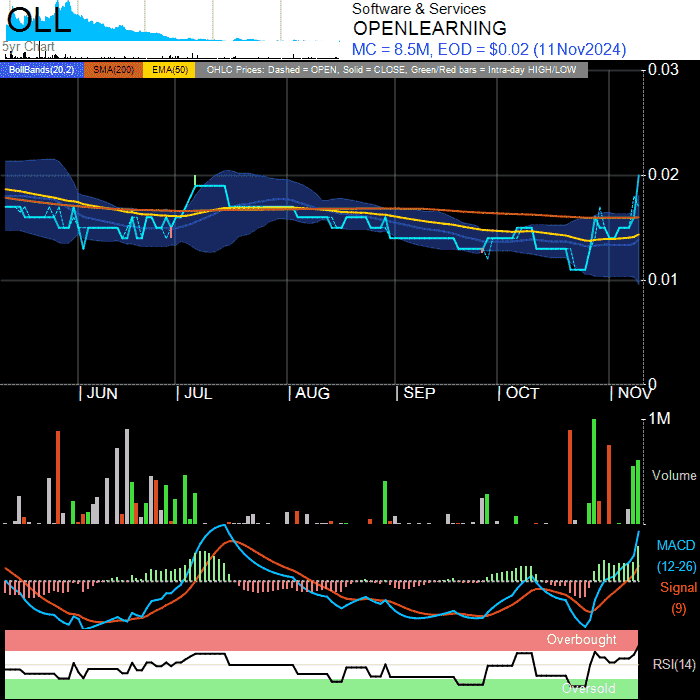 OLL
5yr Chart
Software & Services
OPENLEARNING
MC = 8.5M, EOD = $0.02 (11Nov2024)
BollBands(20,2) SMA(200) EMA(50) OHLC Prices: Dashed = OPEN, Solid = CLOSE, Green/Red bars = Intra-day HIGH/LOW
0.03
0.02
0.01
0
| JUN | JUL | AUG | SEP | OCT | NOV
1M
Volume
MACD
(12-26)
Signal
(9)
Overbought
RSI(14)
Oversold